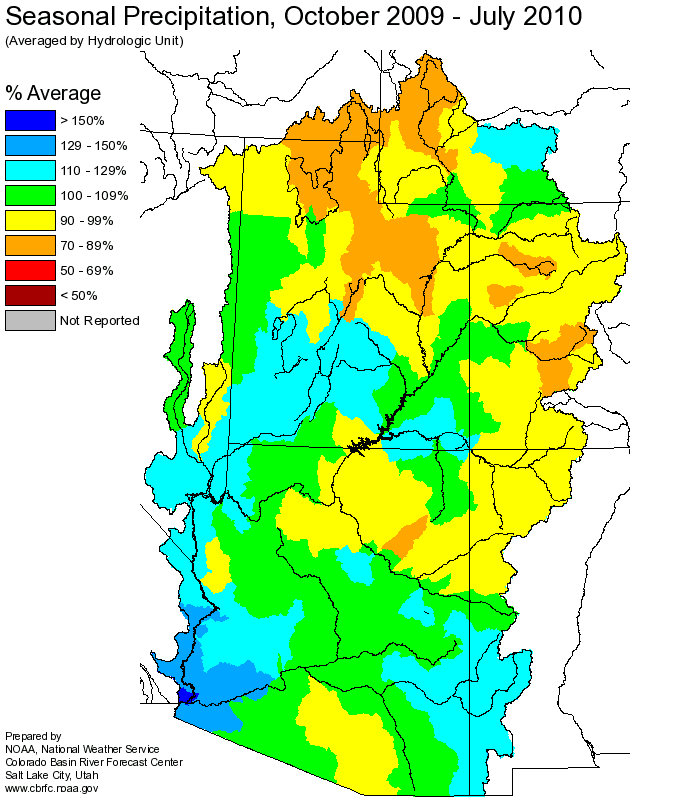 Seasonal Precipitation, October 2009 - July 2010
(Averaged by Hydrologic Unit)
% Average
> 150%
129 - 150%
110 - 129%
100 - 109%
90 - 99%
70 - 89%
50 - 69%
< 50%
Not Reported
Prepared by
NOAA, National Weather Service
Colorado Basin River Forecast Center
Salt Lake City, Utah
www.cbrfc.noaa.gov